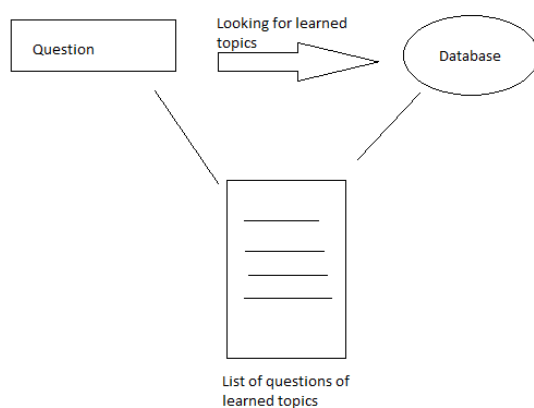 Looking for learned
topics
Question
Database
List of questions of
learned topics